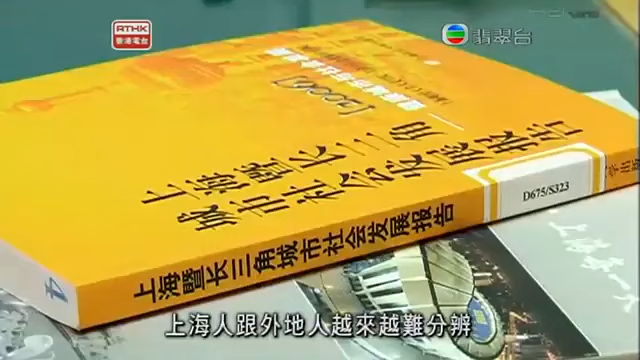 RTHK
香港電台
翡翠台
[2006]
上海暨长三角
城市社会发展报告
D675/S323
上海暨长三角城市社会发展报告
4
上海人跟外地人越來越難分辨